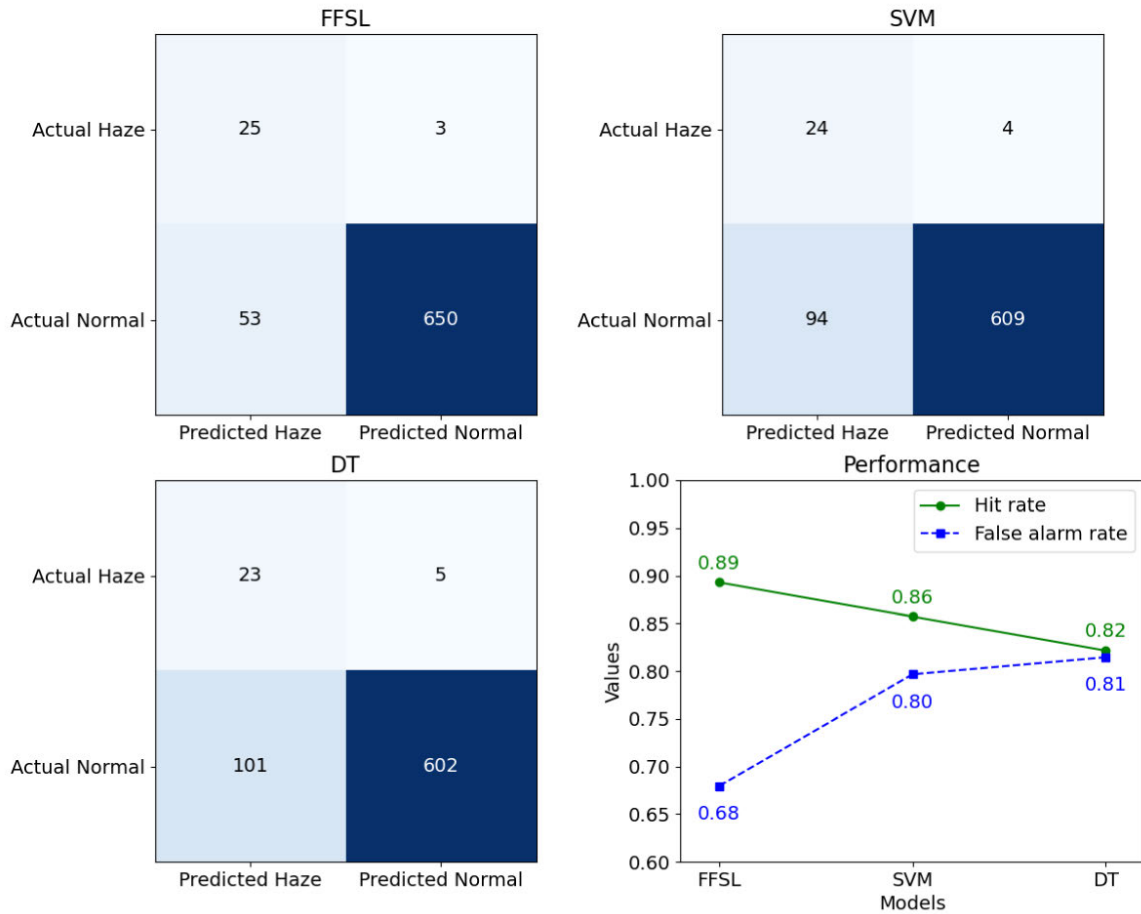 FFSL
Actual Haze
25
3
Actual Normal
53
650
Predicted Haze
Predicted Normal
SVM
Actual Haze
24
4
Actual Normal
94
609
Predicted Haze
Predicted Normal
DT
Actual Haze
23
5
Actual Normal
101
602
Predicted Haze
Predicted Normal
Performance
Hit rate
False alarm rate
Values
1.00
0.95
0.90
0.85
0.80
0.75
0.70
0.65
0.60
0.89
0.86
0.82
0.68
0.80
0.81
FFSL
SVM
DT
Models